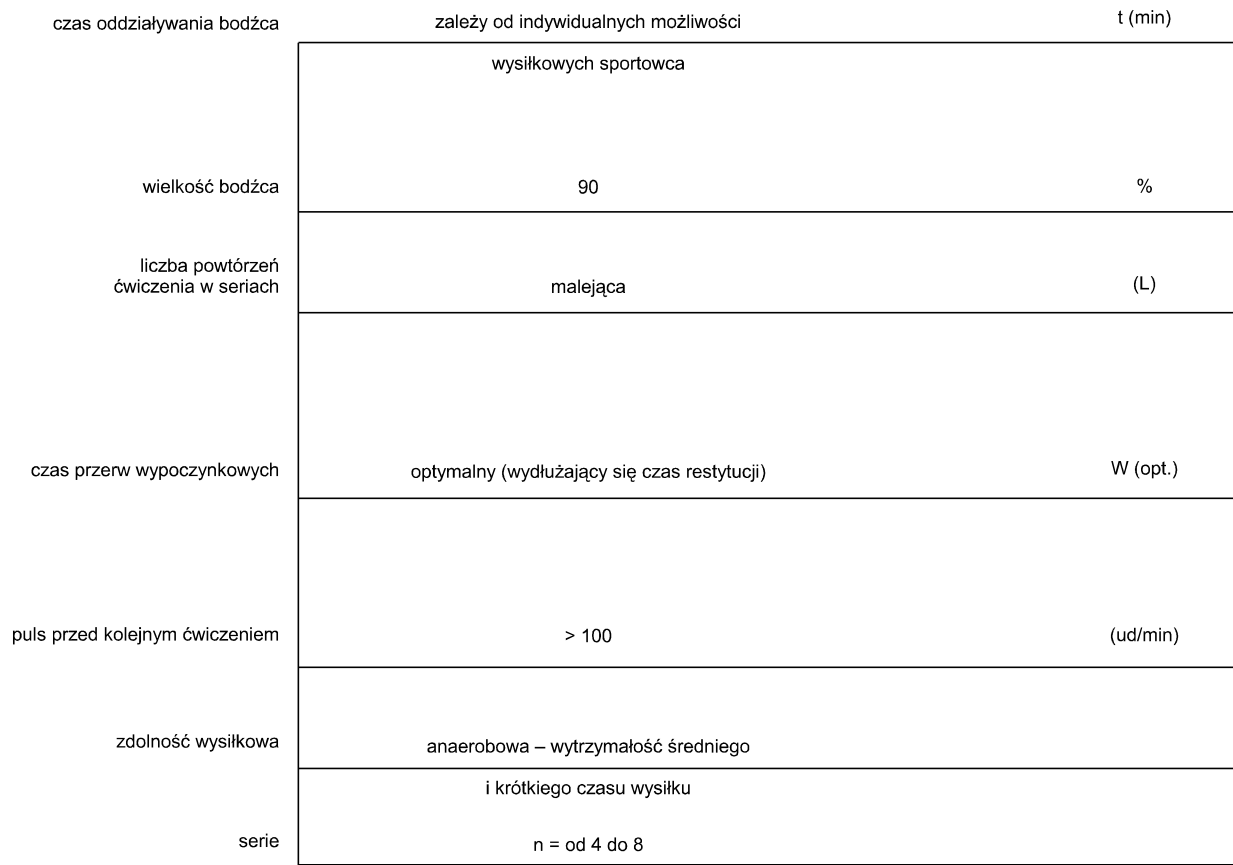 czas oddziaływania bodźca zależy od indywidualnych możliwości t (min)
wysiłkowych sportowca
wielkość bodźca 90 %
liczba powtórzeń
ćwiczenia w seriach malejąca (L)
czas przerw wypoczynkowych optymalny (wydłużający się czas restytucji) W (opt.)
puls przed kolejnym ćwiczeniem > 100 (ud/min)
zdolność wysiłkowa anaerobowa – wytrzymałość średniego
i krótkiego czasu wysiłku
serie n = od 4 do 8